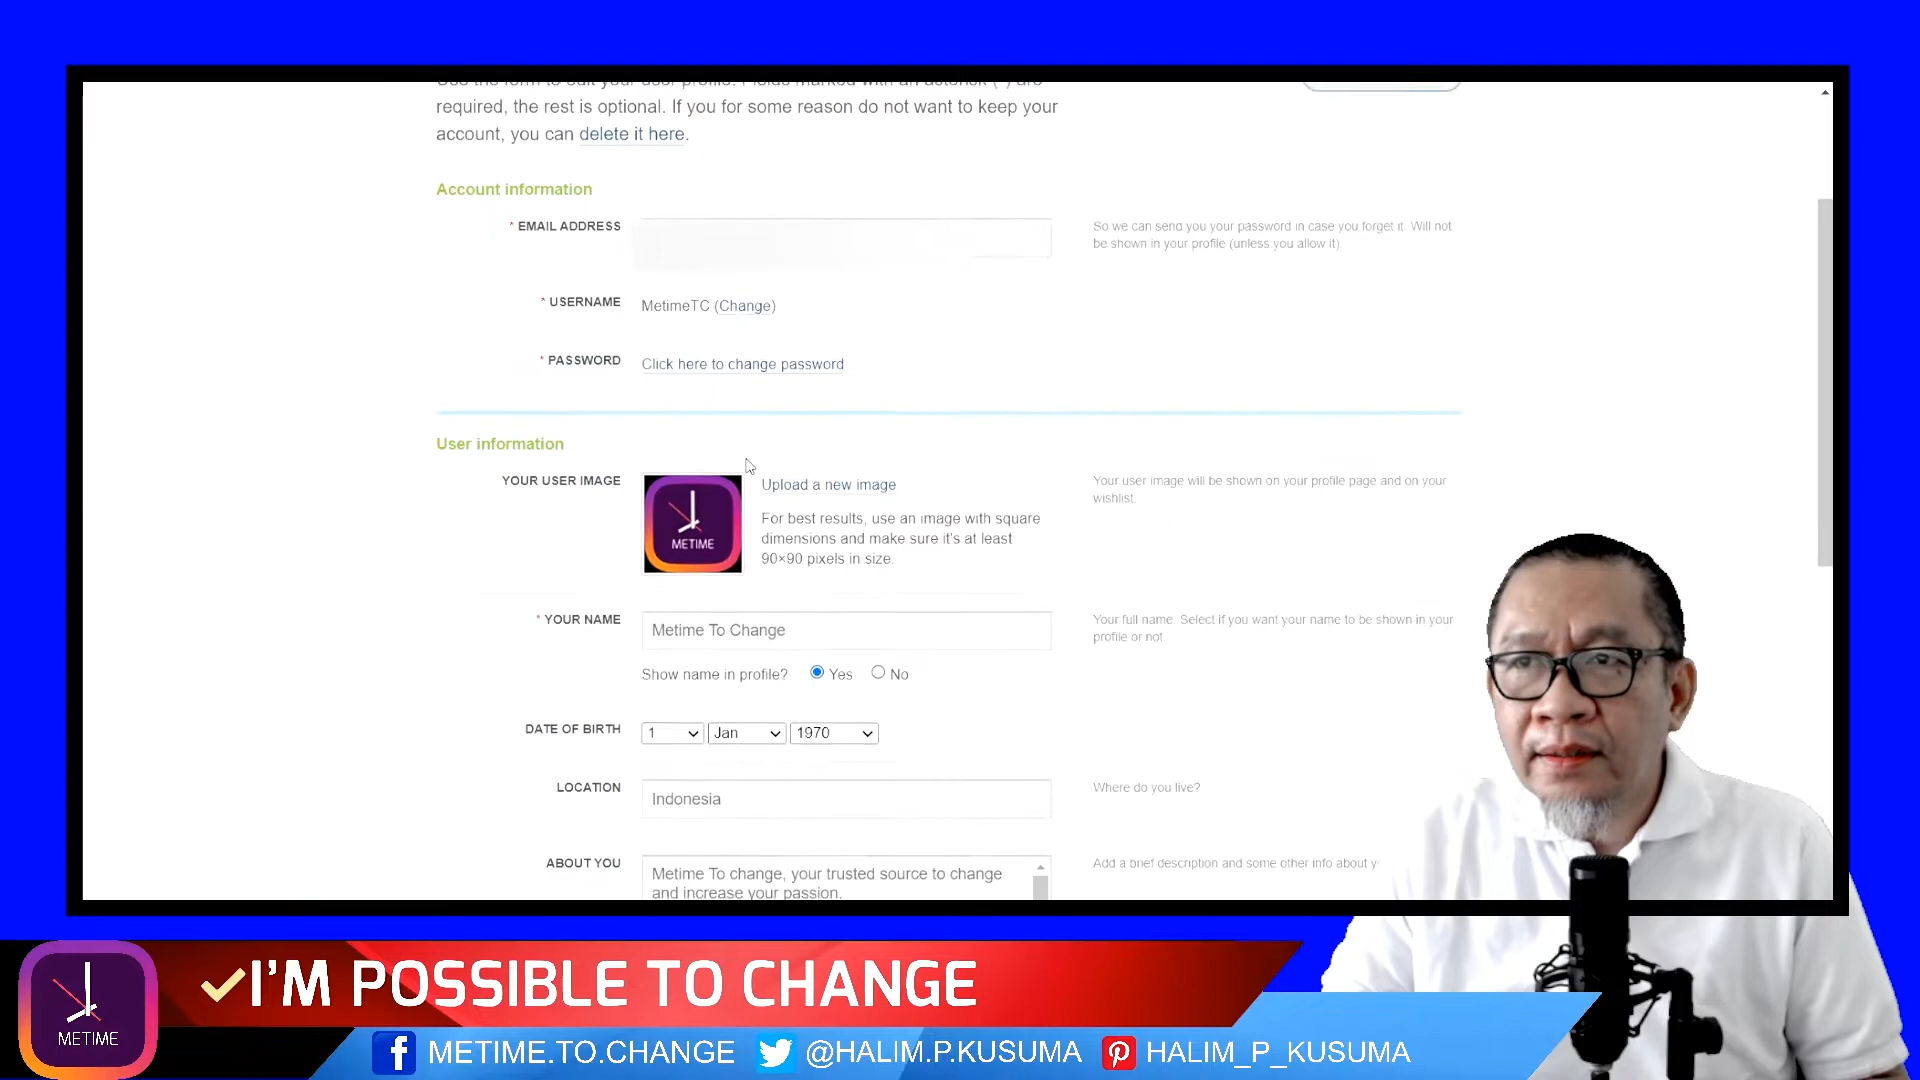 required, the rest is optional. If you for some reason do not want to keep your
account, you can delete it here.
Account information
* EMAIL ADDRESS
So we can send you your password in case you forget it. Will not
be shown in your profile (unless you allow it).
* USERNAME
MetimeTC (Change)
* PASSWORD
Click here to change password
User information
YOUR USER IMAGE
METIME
Upload a new image
For best results, use an image with square
dimensions and make sure it's at least
90×90 pixels in size.
Your user image will be shown on your profile page and on your
wishlist.
* YOUR NAME
Metime To Change
Your full name. Select if you want your name to be shown in your
profile or not
Show name in profile? Yes No
DATE OF BIRTH
1 Jan 1970
LOCATION
Indonesia
Where do you live?
ABOUT YOU
Metime To change, your trusted source to change
and increase your passion.
Add a brief description and some other info about
METIME
I'M POSSIBLE TO CHANGE
METIME.TO.CHANGE @HALIM.P.KUSUMA HALIM_P_KUSUMA